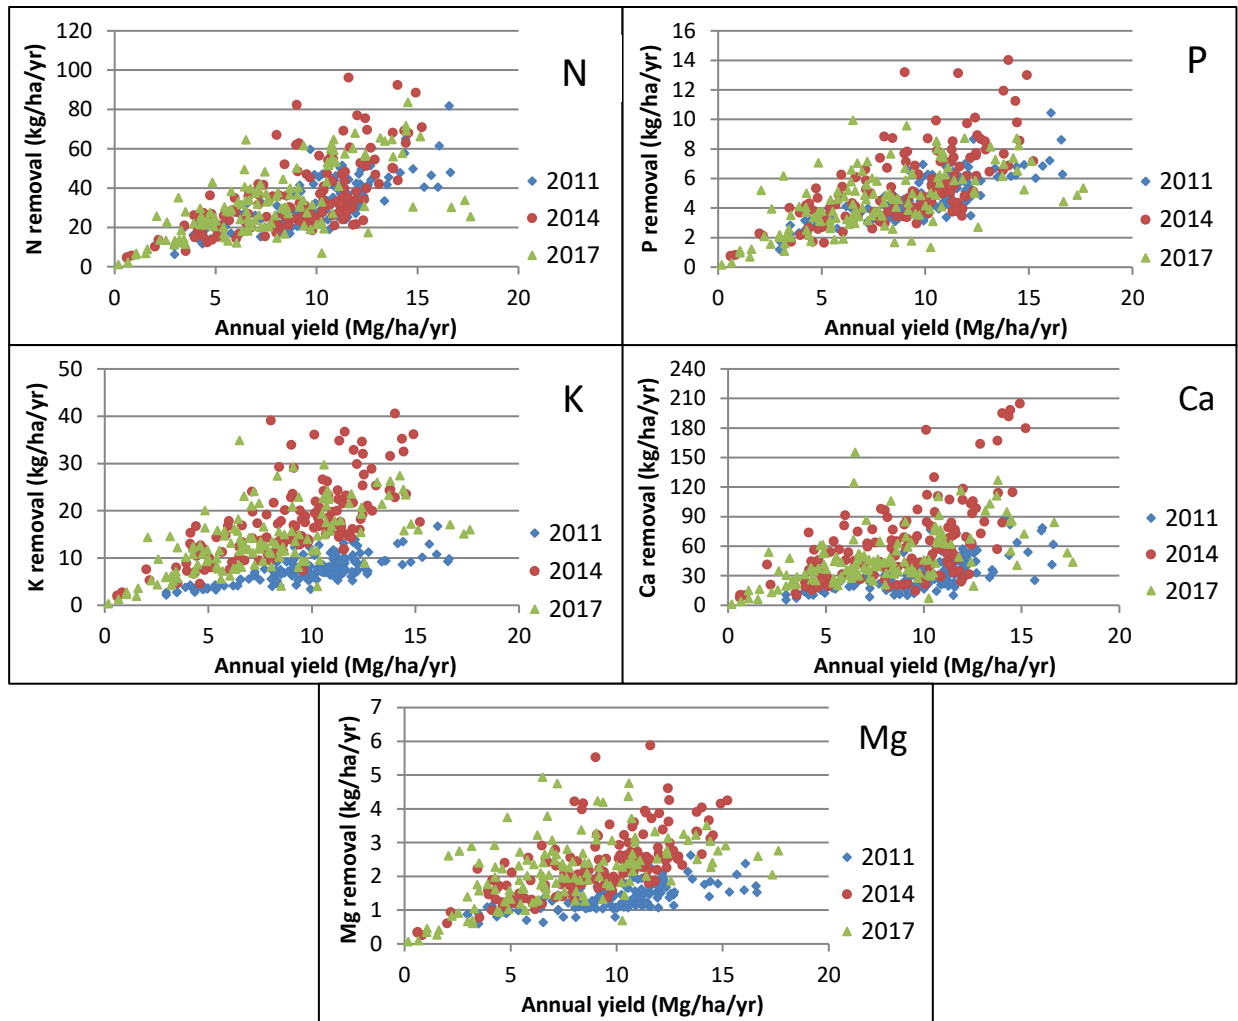 N
N removal (kg/ha/yr)
120
100
80
60
40
20
0
0 5 10 15 20
Annual yield (Mg/ha/yr)
2011
2014
2017
P
P removal (kg/ha/yr)
16
14
12
10
8
6
4
2
0
0 5 10 15 20
Annual yield (Mg/ha/yr)
2011
2014
2017
K
K removal (kg/ha/yr)
50
40
30
20
10
0
0 5 10 15 20
Annual yield (Mg/ha/yr)
2011
2014
2017
Ca
Ca removal (kg/ha/yr)
240
210
180
150
120
90
60
30
0
0 5 10 15 20
Annual yield (Mg/ha/yr)
2011
2014
2017
Mg
Mg removal (kg/ha/yr)
7
6
5
4
3
2
1
0
0 5 10 15 20
Annual yield (Mg/ha/yr)
2011
2014
2017